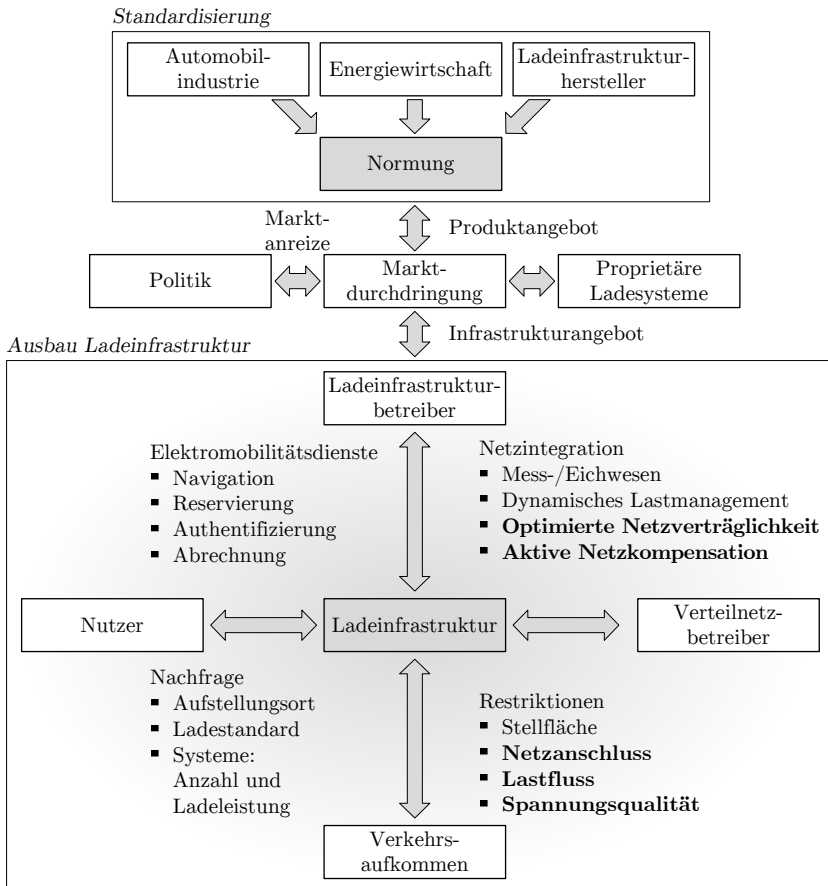 Standardisierung
Automobil-
industrie
Energiewirtschaft
Ladeinfrastruktur-
hersteller
Normung
Markt-
anreize
Produktangebot
Politik
Markt-
durchdringung
Proprietäre
Ladesysteme
Infrastrukturangebot
Ausbau Ladeinfrastruktur
Ladeinfrastruktur-
betreiber
Elektromobilitätsdienste
▪ Navigation
▪ Reservierung
▪ Authentifizierung
▪ Abrechnung
Netzintegration
▪ Mess-/Eichwesen
▪ Dynamisches Lastmanagement
▪ Optimierte Netzverträglichkeit
▪ Aktive Netzkompensation
Nutzer
Ladeinfrastruktur
Verteilnetz-
betreiber
Nachfrage
▪ Aufstellungsort
▪ Ladestandard
▪ Systeme:
Anzahl und
Ladeleistung
Restriktionen
▪ Stellfläche
▪ Netzanschluss
▪ Lastfluss
▪ Spannungsqualität
Verkehrs-
aufkommen